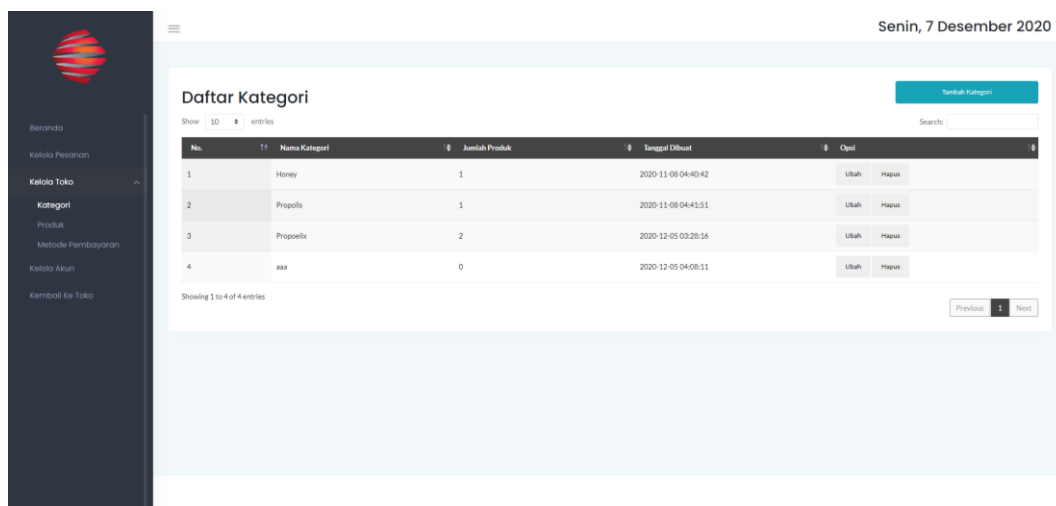 Senin, 7 Desember 2020
Beranda
Kelola Pesanan
Kelola Toko
Kategori
Produk
Metode Pembayaran
Kelola Akun
Kembali Ke Toko
Daftar Kategori
Tambah Kategori
Show 10 entries
Search:
No. Nama Kategori Jumlah Produk Tanggal Dibuat Opsi
1 Honey 1 2020-11-08 04:40:42 Ubah Hapus
2 Propolis 1 2020-11-08 04:41:51 Ubah Hapus
3 Propoelix 2 2020-12-05 03:28:16 Ubah Hapus
4 aaa 0 2020-12-05 04:08:11 Ubah Hapus
Showing 1 to 4 of 4 entries
Previous 1 Next